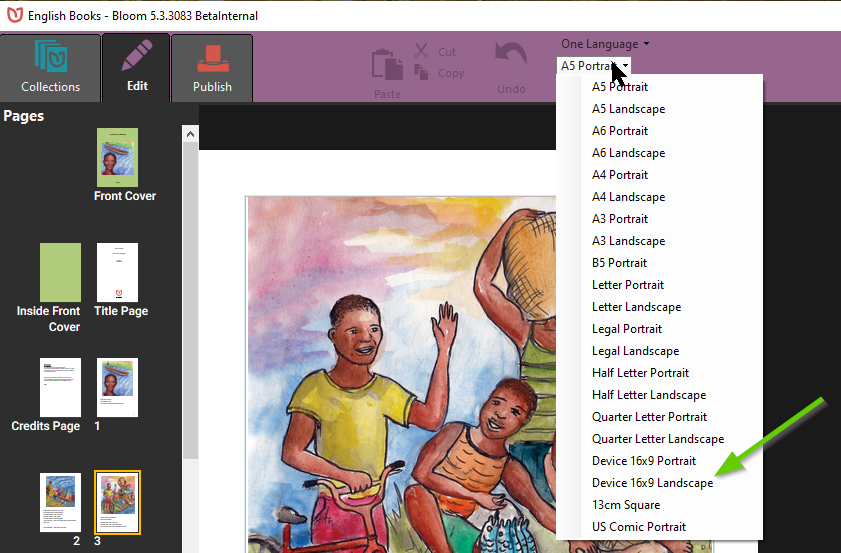 English Books - Bloom 5.3.3083 BetaInternal
Collections
Edit
Publish
Paste
Cut
Copy
Undo
One Language
A5 Portrait
Pages
Front Cover
Inside Front
Cover
Title Page
Credits Page
1
2
3
A5 Portrait
A5 Landscape
A6 Portrait
A6 Landscape
A4 Portrait
A4 Landscape
A3 Portrait
A3 Landscape
B5 Portrait
Letter Portrait
Letter Landscape
Legal Portrait
Legal Landscape
Half Letter Portrait
Half Letter Landscape
Quarter Letter Portrait
Quarter Letter Landscape
Device 16x9 Portrait
Device 16x9 Landscape
13cm Square
US Comic Portrait